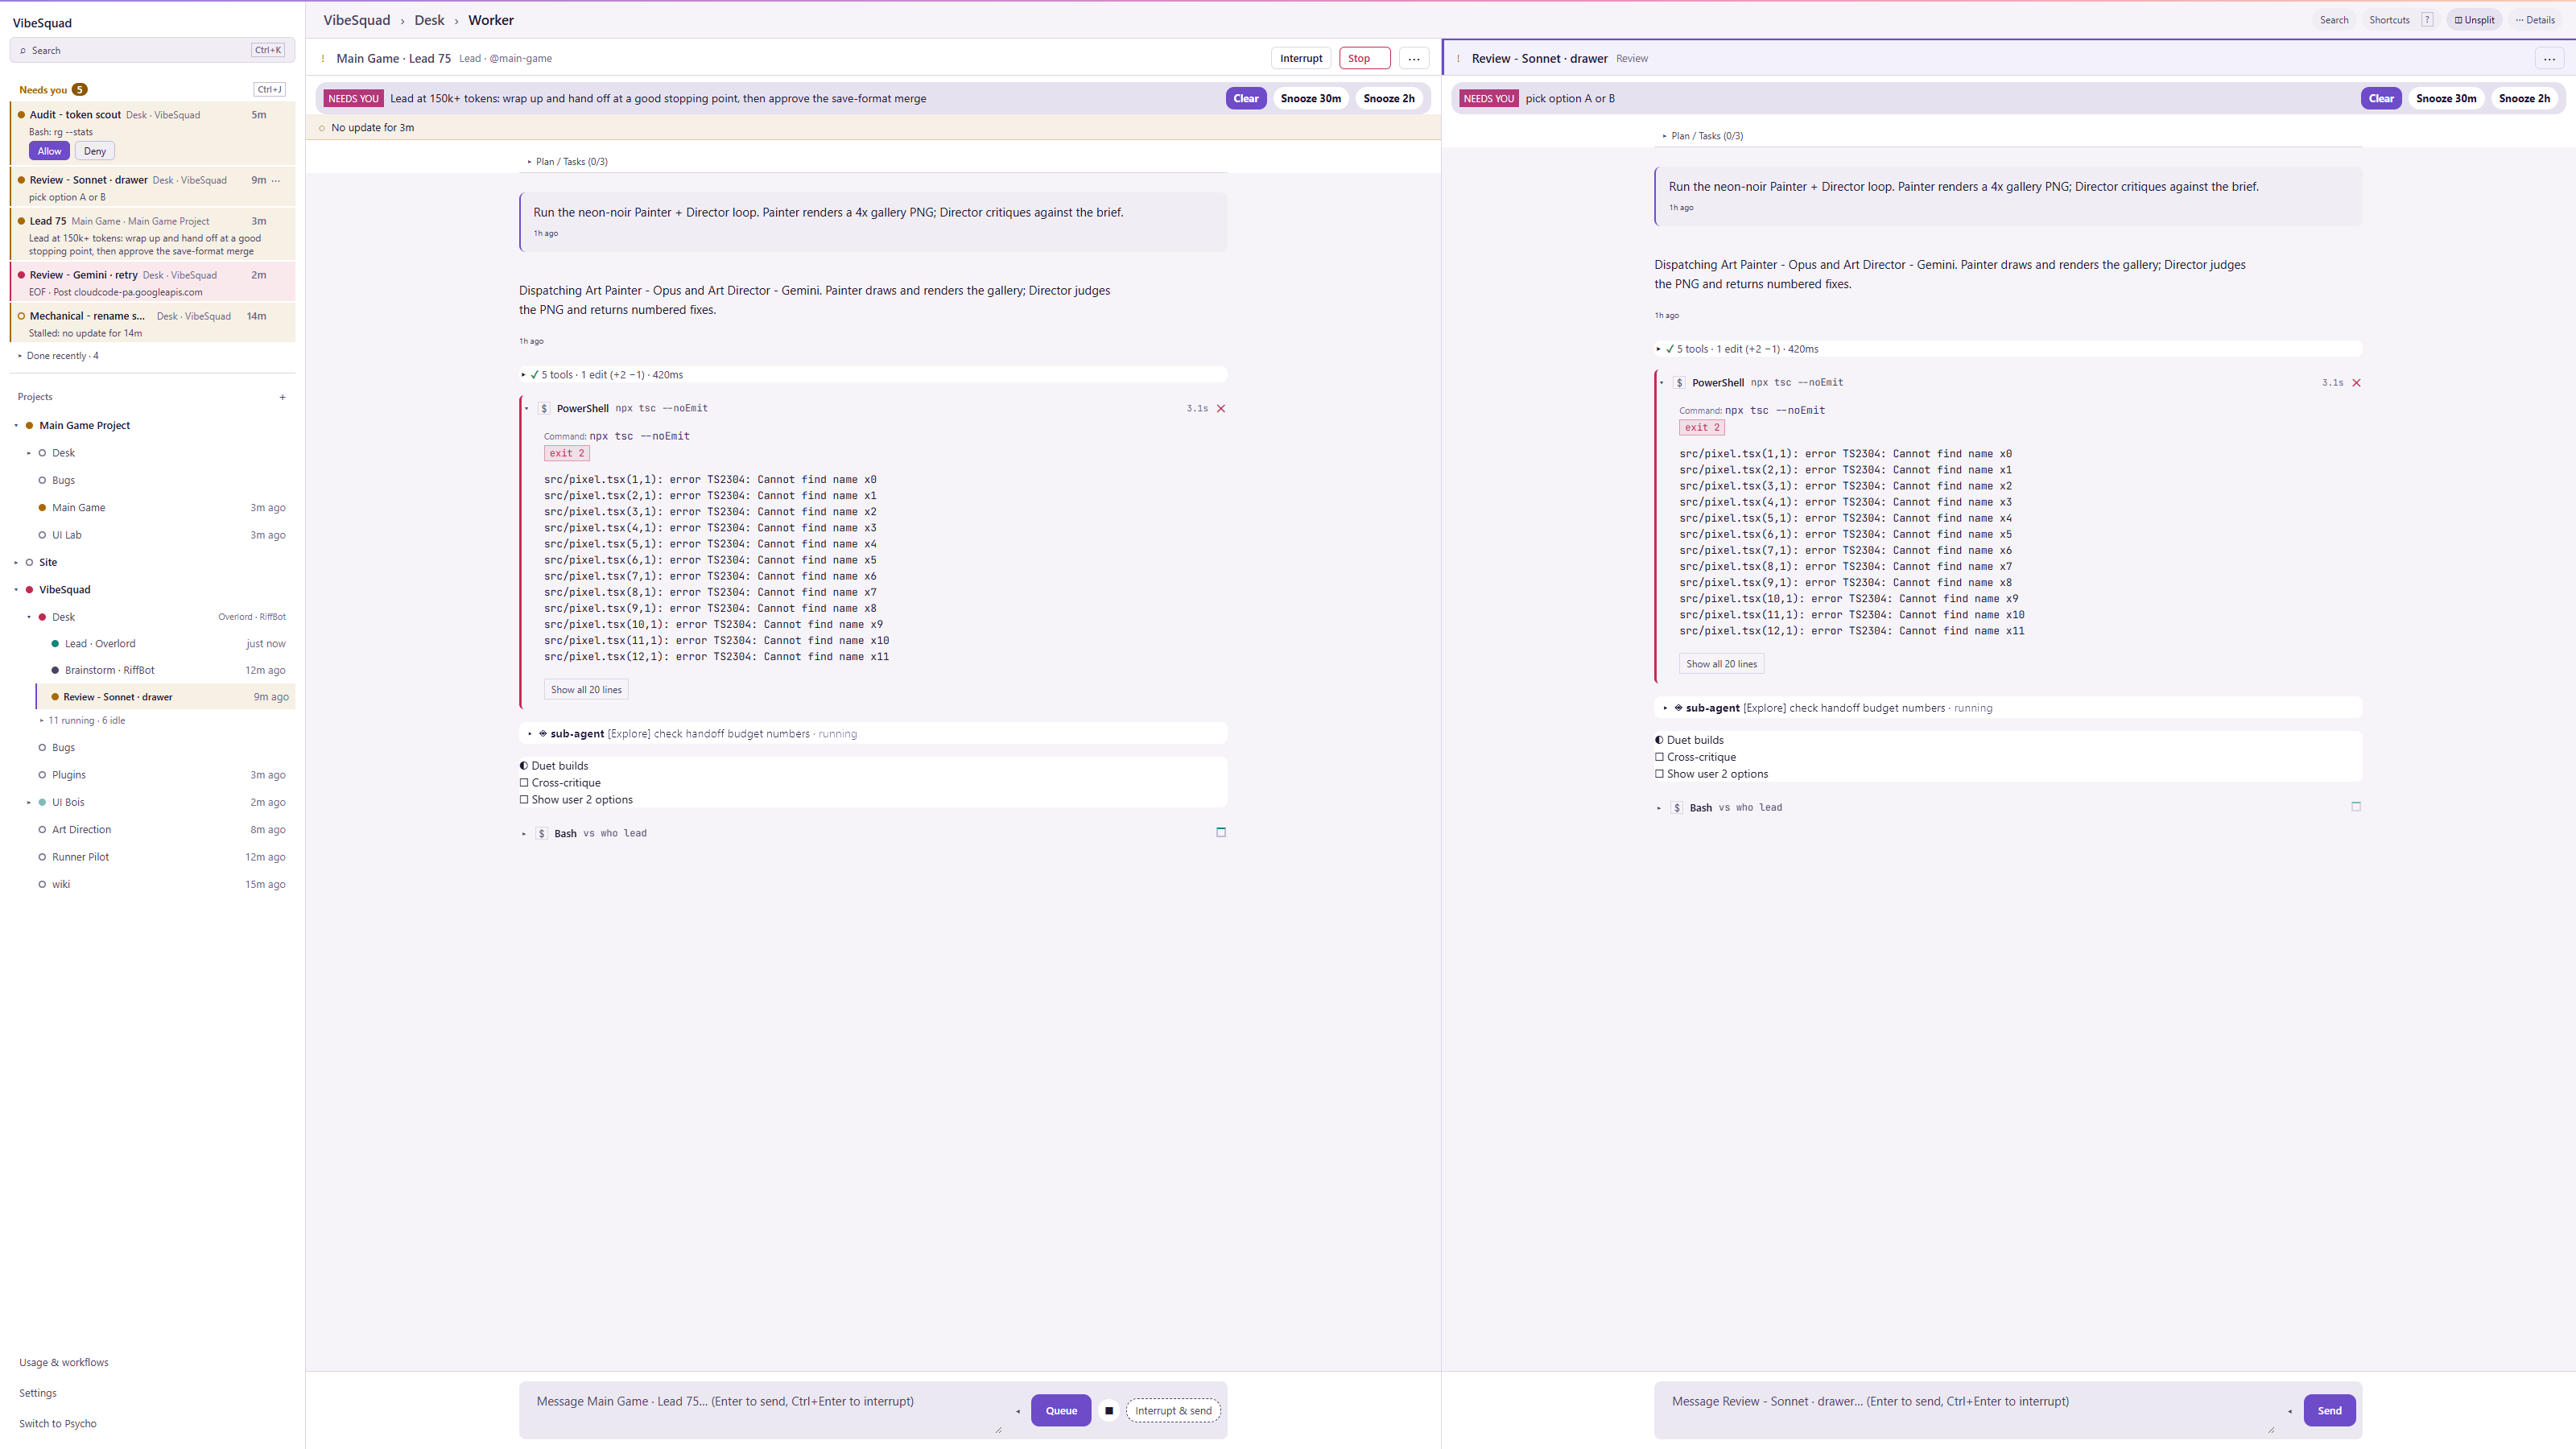 VibeSquad
Search Ctrl+K
Needs you 5 Ctrl+J
Audit - token scout Desk · VibeSquad 5m
Bash: rg --stats
Allow Deny
Review - Sonnet · drawer Desk · VibeSquad 9m ···
pick option A or B
Lead 75 Main Game · Main Game Project 3m
Lead at 150k+ tokens: wrap up and hand off at a good
stopping point, then approve the save-format merge
Review - Gemini · retry Desk · VibeSquad 2m
EOF · Post cloudcode-pa.googleapis.com
Mechanical - rename s... Desk · VibeSquad 14m
Stalled: no update for 14m
Done recently · 4
Projects +
Main Game Project
Desk
Bugs
Main Game 3m ago
UI Lab 3m ago
Site
VibeSquad
Desk Overlord · RiffBot
Lead · Overlord just now
Brainstorm · RiffBot 12m ago
Review - Sonnet · drawer 9m ago
11 running · 6 idle
Bugs
Plugins 3m ago
UI Bois 2m ago
Art Direction 8m ago
Runner Pilot 12m ago
wiki 15m ago
Usage & workflows
Settings
Switch to Psycho
VibeSquad › Desk › Worker
Search Shortcuts ? Unsplit ··· Details
! Main Game · Lead 75 Lead · @main-game Interrupt Stop ...
NEEDS YOU Lead at 150k+ tokens: wrap up and hand off at a good stopping point, then approve the save-format merge Clear Snooze 30m Snooze 2h
No update for 3m
Plan / Tasks (0/3)
Run the neon-noir Painter + Director loop. Painter renders a 4x gallery PNG; Director critiques against the brief.
1h ago
Dispatching Art Painter - Opus and Art Director - Gemini. Painter draws and renders the gallery; Director judges
the PNG and returns numbered fixes.
1h ago
✓ 5 tools · 1 edit (+2 −1) · 420ms
$ PowerShell npx tsc --noEmit 3.1s
Command: npx tsc --noEmit
exit 2
src/pixel.tsx(1,1): error TS2304: Cannot find name x0
src/pixel.tsx(2,1): error TS2304: Cannot find name x1
src/pixel.tsx(3,1): error TS2304: Cannot find name x2
src/pixel.tsx(4,1): error TS2304: Cannot find name x3
src/pixel.tsx(5,1): error TS2304: Cannot find name x4
src/pixel.tsx(6,1): error TS2304: Cannot find name x5
src/pixel.tsx(7,1): error TS2304: Cannot find name x6
src/pixel.tsx(8,1): error TS2304: Cannot find name x7
src/pixel.tsx(9,1): error TS2304: Cannot find name x8
src/pixel.tsx(10,1): error TS2304: Cannot find name x9
src/pixel.tsx(11,1): error TS2304: Cannot find name x10
src/pixel.tsx(12,1): error TS2304: Cannot find name x11
Show all 20 lines
sub-agent [Explore] check handoff budget numbers · running
Duet builds
Cross-critique
Show user 2 options
$ Bash vs who lead
Message Main Game · Lead 75... (Enter to send, Ctrl+Enter to interrupt)
Queue Interrupt & send
! Review - Sonnet · drawer Review ...
NEEDS YOU pick option A or B Clear Snooze 30m Snooze 2h
Plan / Tasks (0/3)
Run the neon-noir Painter + Director loop. Painter renders a 4x gallery PNG; Director critiques against the brief.
1h ago
Dispatching Art Painter - Opus and Art Director - Gemini. Painter draws and renders the gallery; Director judges
the PNG and returns numbered fixes.
1h ago
✓ 5 tools · 1 edit (+2 −1) · 420ms
$ PowerShell npx tsc --noEmit 3.1s
Command: npx tsc --noEmit
exit 2
src/pixel.tsx(1,1): error TS2304: Cannot find name x0
src/pixel.tsx(2,1): error TS2304: Cannot find name x1
src/pixel.tsx(3,1): error TS2304: Cannot find name x2
src/pixel.tsx(4,1): error TS2304: Cannot find name x3
src/pixel.tsx(5,1): error TS2304: Cannot find name x4
src/pixel.tsx(6,1): error TS2304: Cannot find name x5
src/pixel.tsx(7,1): error TS2304: Cannot find name x6
src/pixel.tsx(8,1): error TS2304: Cannot find name x7
src/pixel.tsx(9,1): error TS2304: Cannot find name x8
src/pixel.tsx(10,1): error TS2304: Cannot find name x9
src/pixel.tsx(11,1): error TS2304: Cannot find name x10
src/pixel.tsx(12,1): error TS2304: Cannot find name x11
Show all 20 lines
sub-agent [Explore] check handoff budget numbers · running
Duet builds
Cross-critique
Show user 2 options
$ Bash vs who lead
Message Review - Sonnet · drawer... (Enter to send, Ctrl+Enter to interrupt)
Send